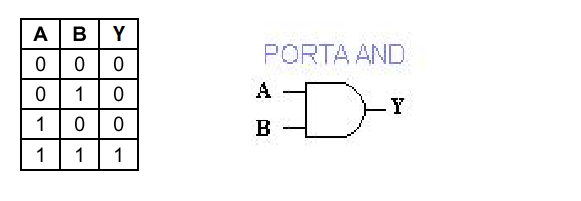 A B Y
0 0 0
0 1 0
1 0 0
1 1 1
PORTA AND
A
Y
B